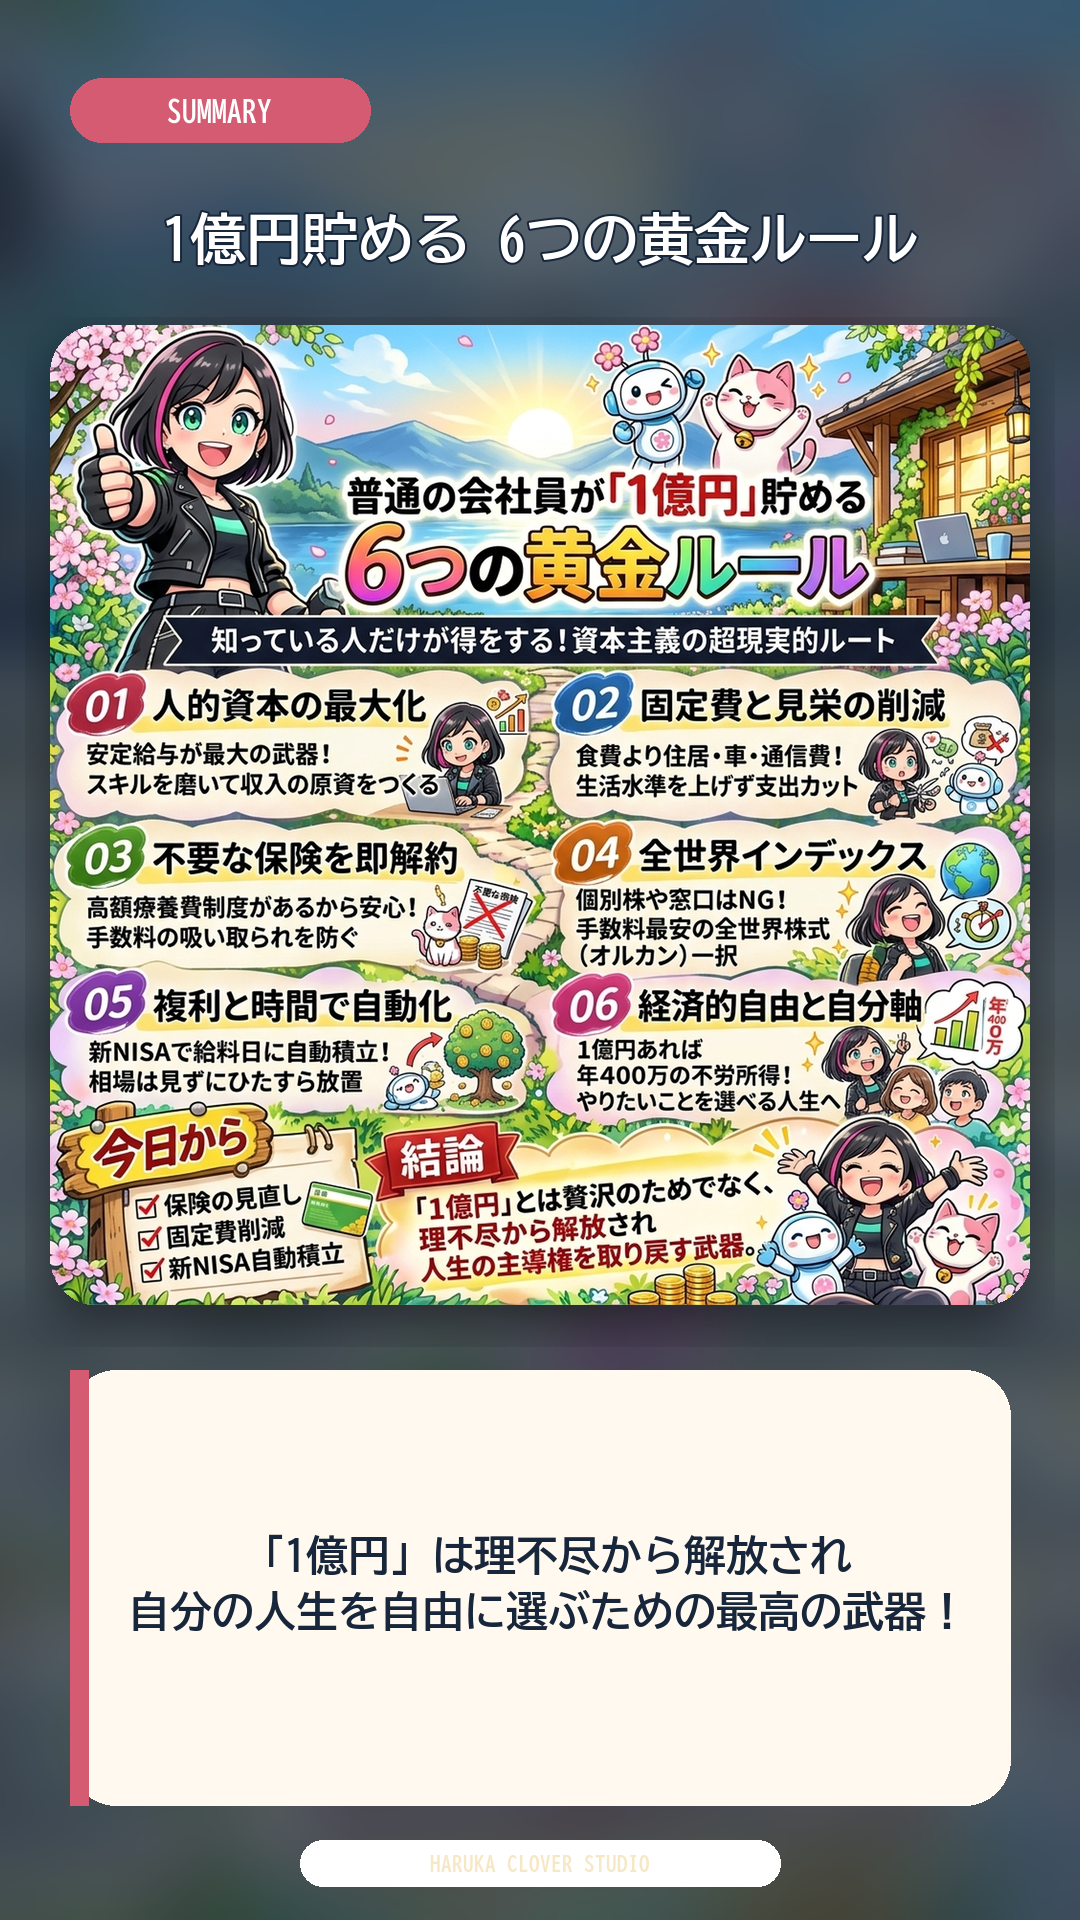 SUMMARY
1億円貯める 6つの黄金ルール
普通の会社員が「1億円」貯める
6つの黄金ルール
知っている人だけが得をする！資本主義の超現実的ルート
01 人的資本の最大化
安定給与が最大の武器！
スキルを磨いて収入の原資をつくる
02 固定費と見栄の削減
食費より住居・車・通信費！
生活水準を上げず支出カット
03 不要な保険を即解約
高額療養費制度があるから安心！
手数料の吸い取られを防ぐ
04 全世界インデックス
個別株や窓口はNG！
手数料最安の全世界株式
（オルカン）一択
05 複利と時間で自動化
新NISAで給料日に自動積立！
相場は見ずにひたすら放置
06 経済的自由と自分軸
1億円あれば
年400万の不労所得！
やりたいことを選べる人生へ
年
400
0
万
今日から
保険の見直し
固定費削減
新NISA自動積立
結論
「1億円」とは贅沢のためでなく、
理不尽から解放され
人生の主導権を取り戻す武器。
「1億円」は理不尽から解放され
自分の人生を自由に選ぶための最高の武器！
HARUKA CLOVER STUDIO